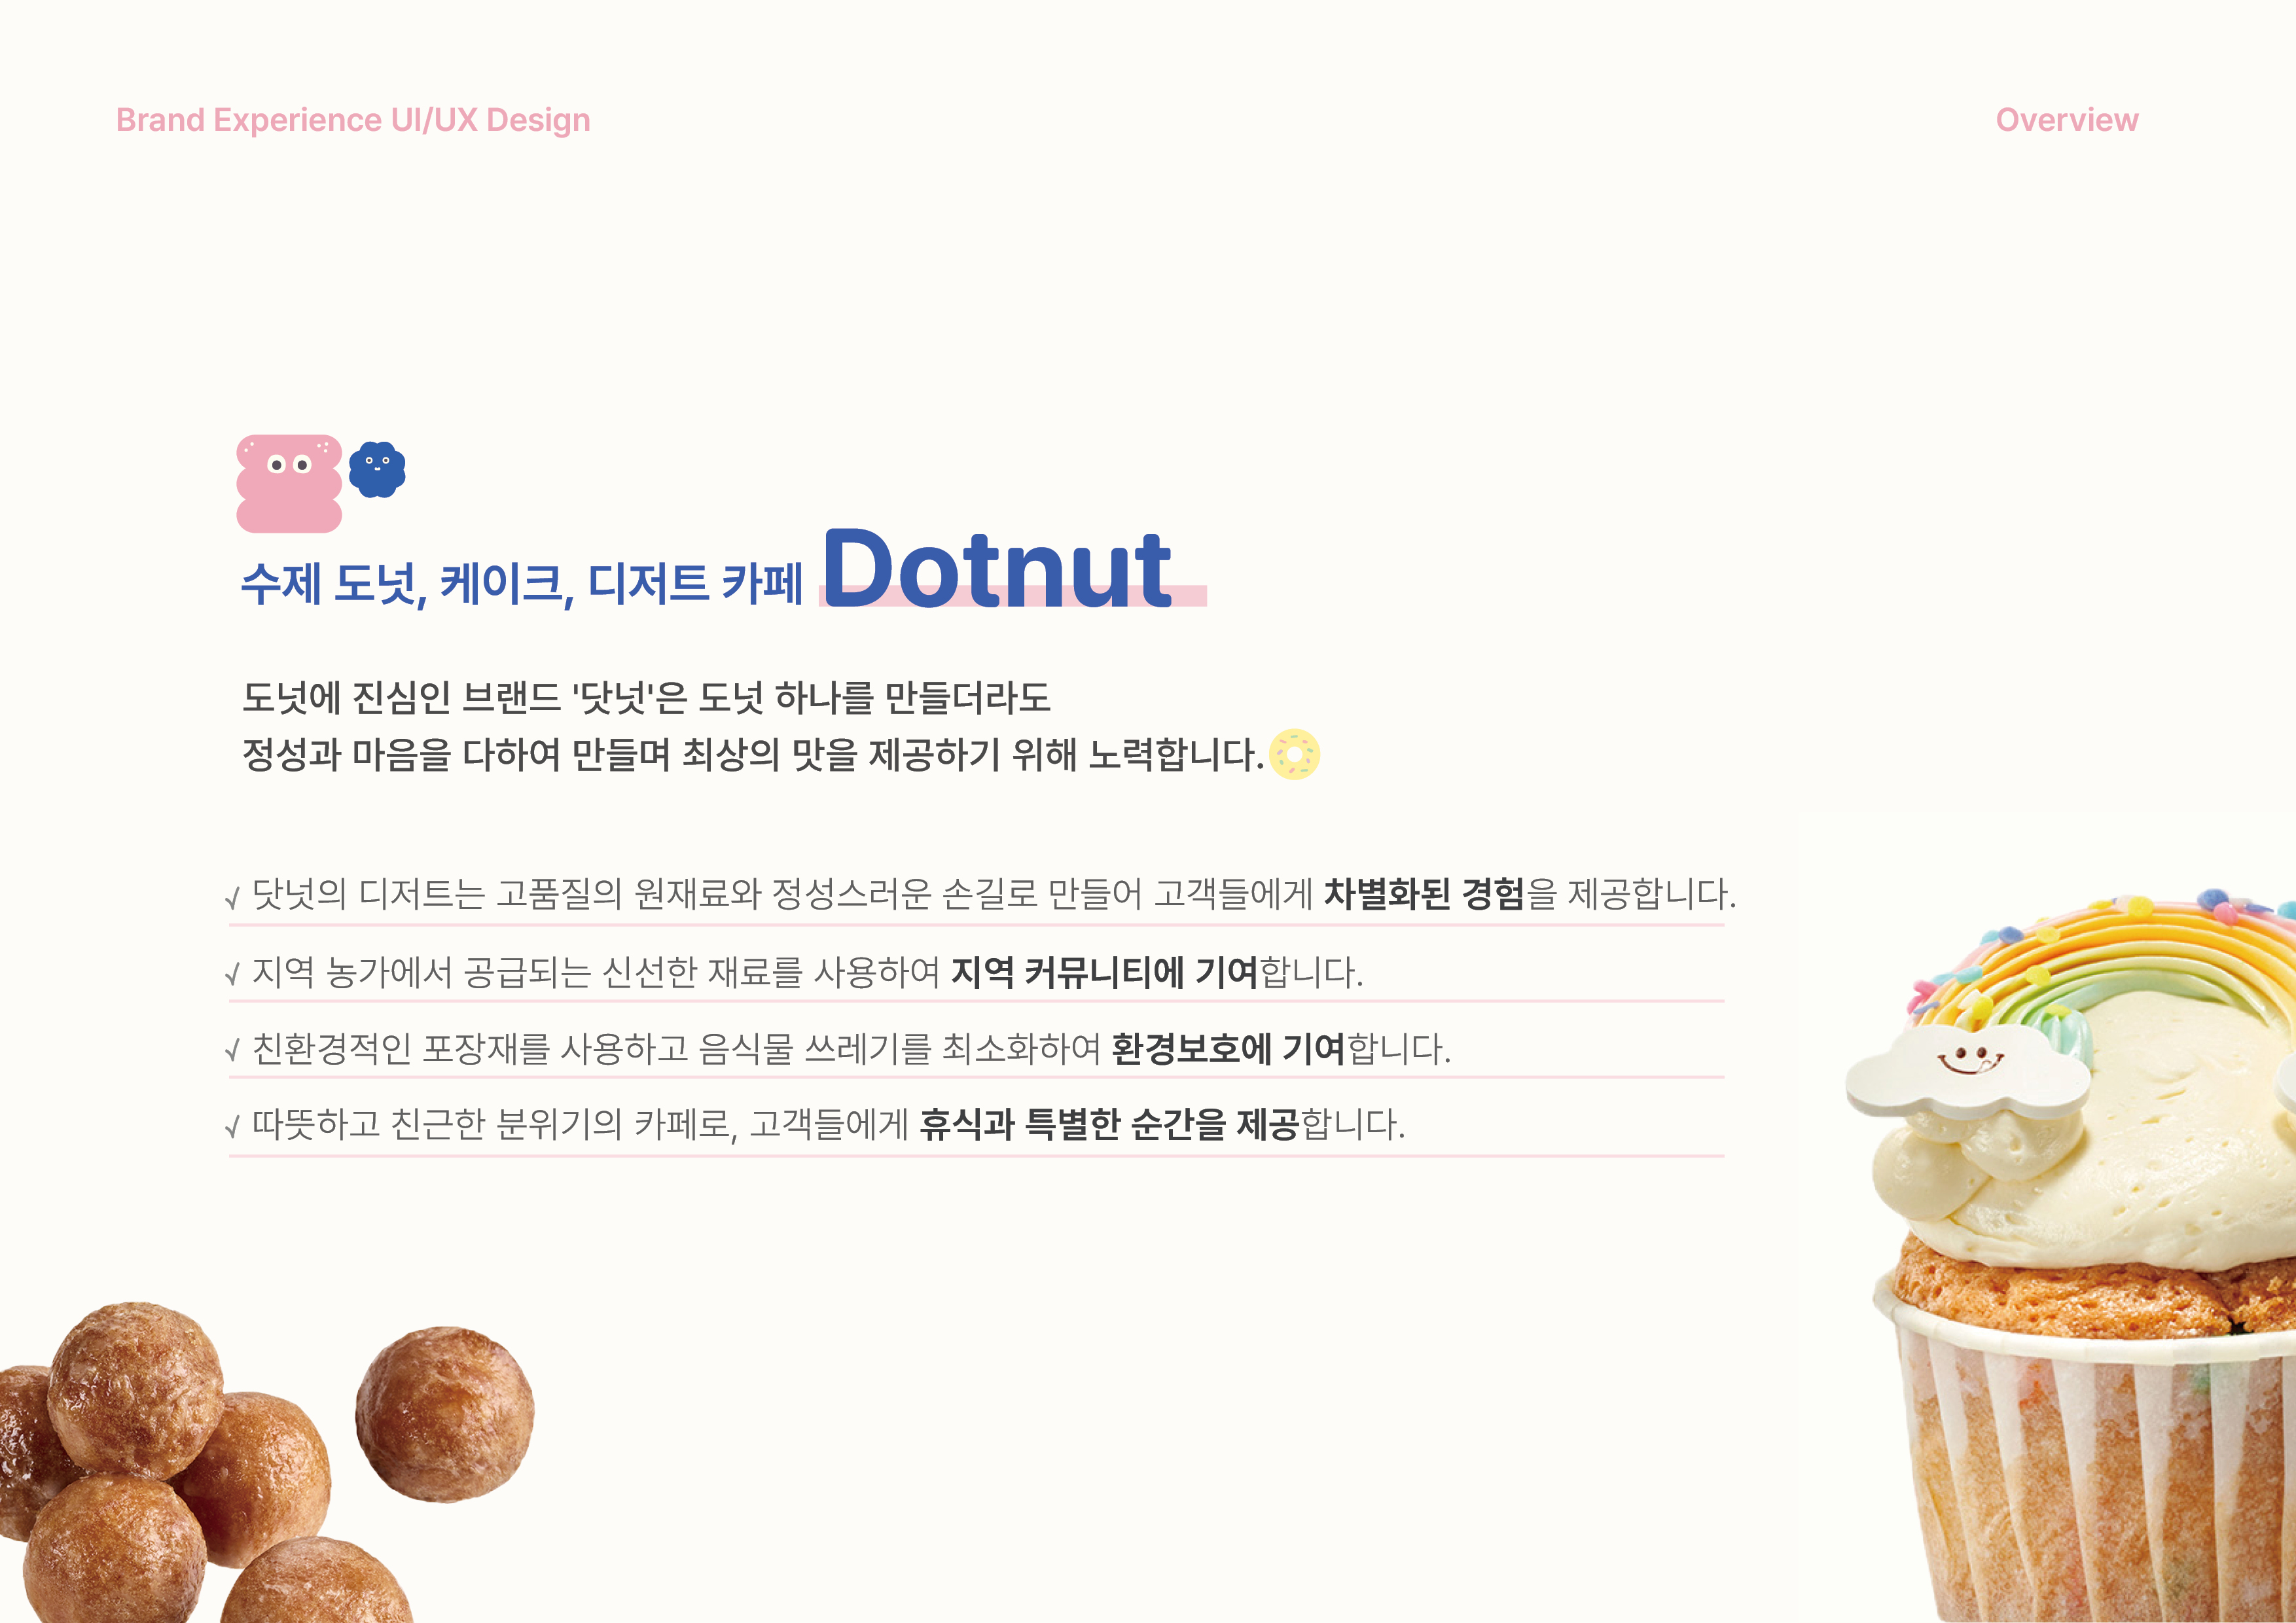 Brand Experience UI/UX Design
Overview
수제 도넛, 케이크, 디저트 카페 Dotnut
도넛에 진심인 브랜드 '닷넛'은 도넛 하나를 만들더라도
정성과 마음을 다하여 만들며 최상의 맛을 제공하기 위해 노력합니다.
√ 닷넛의 디저트는 고품질의 원재료와 정성스러운 손길로 만들어 고객들에게 차별화된 경험을 제공합니다.
√ 지역 농가에서 공급되는 신선한 재료를 사용하여 지역 커뮤니티에 기여합니다.
√ 친환경적인 포장재를 사용하고 음식물 쓰레기를 최소화하여 환경보호에 기여합니다.
√ 따뜻하고 친근한 분위기의 카페로, 고객들에게 휴식과 특별한 순간을 제공합니다.